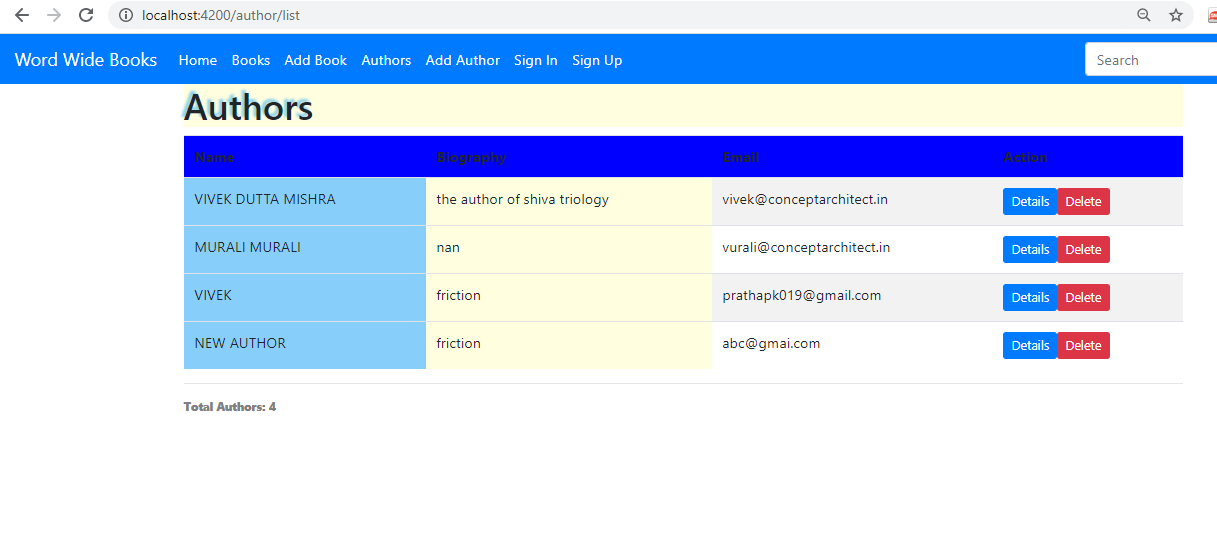 localhost:4200/author/list
Word Wide Books Home Books Add Book Authors Add Author Sign In Sign Up Search
Authors
Name Biography Email Action
VIVEK DUTTA MISHRA the author of shiva triology vivek@conceptarchitect.in Details Delete
MURALI MURALI nan vurali@conceptarchitect.in Details Delete
VIVEK friction prathapk019@gmail.com Details Delete
NEW AUTHOR friction abc@gmai.com Details Delete
Total Authors: 4